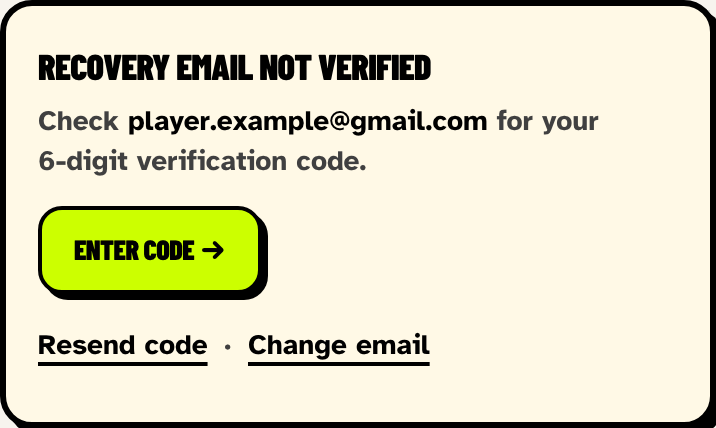 RECOVERY EMAIL NOT VERIFIED
Check player.example@gmail.com for your
6-digit verification code.
ENTER CODE →
Resend code · Change email